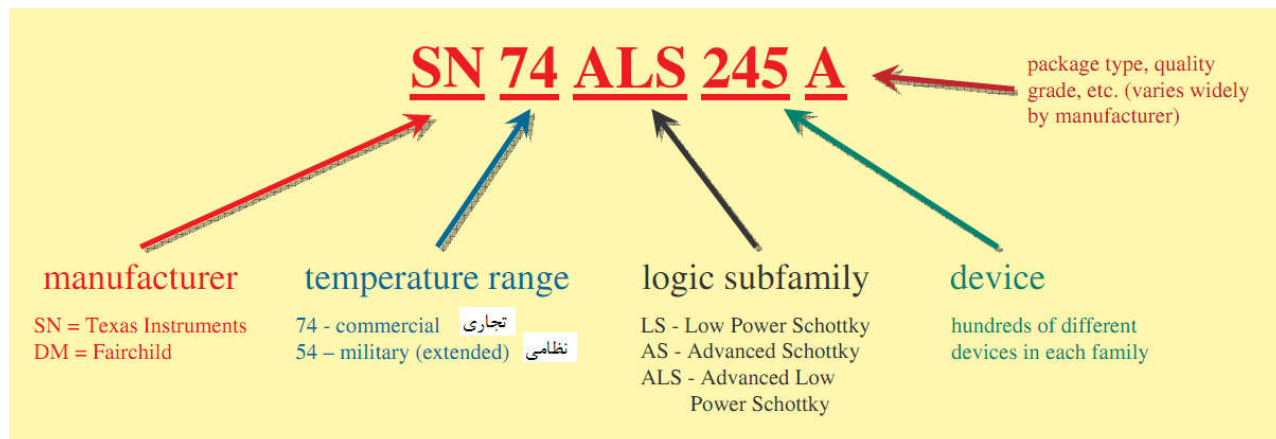 SN 74 ALS 245 A
package type, quality
grade, etc. (varies widely
by manufacturer)
manufacturer
SN = Texas Instruments
DM = Fairchild
temperature range
74 - commercial تجاری
54 – military (extended) نظامی
logic subfamily
LS - Low Power Schottky
AS - Advanced Schottky
ALS - Advanced Low
Power Schottky
device
hundreds of different
devices in each family